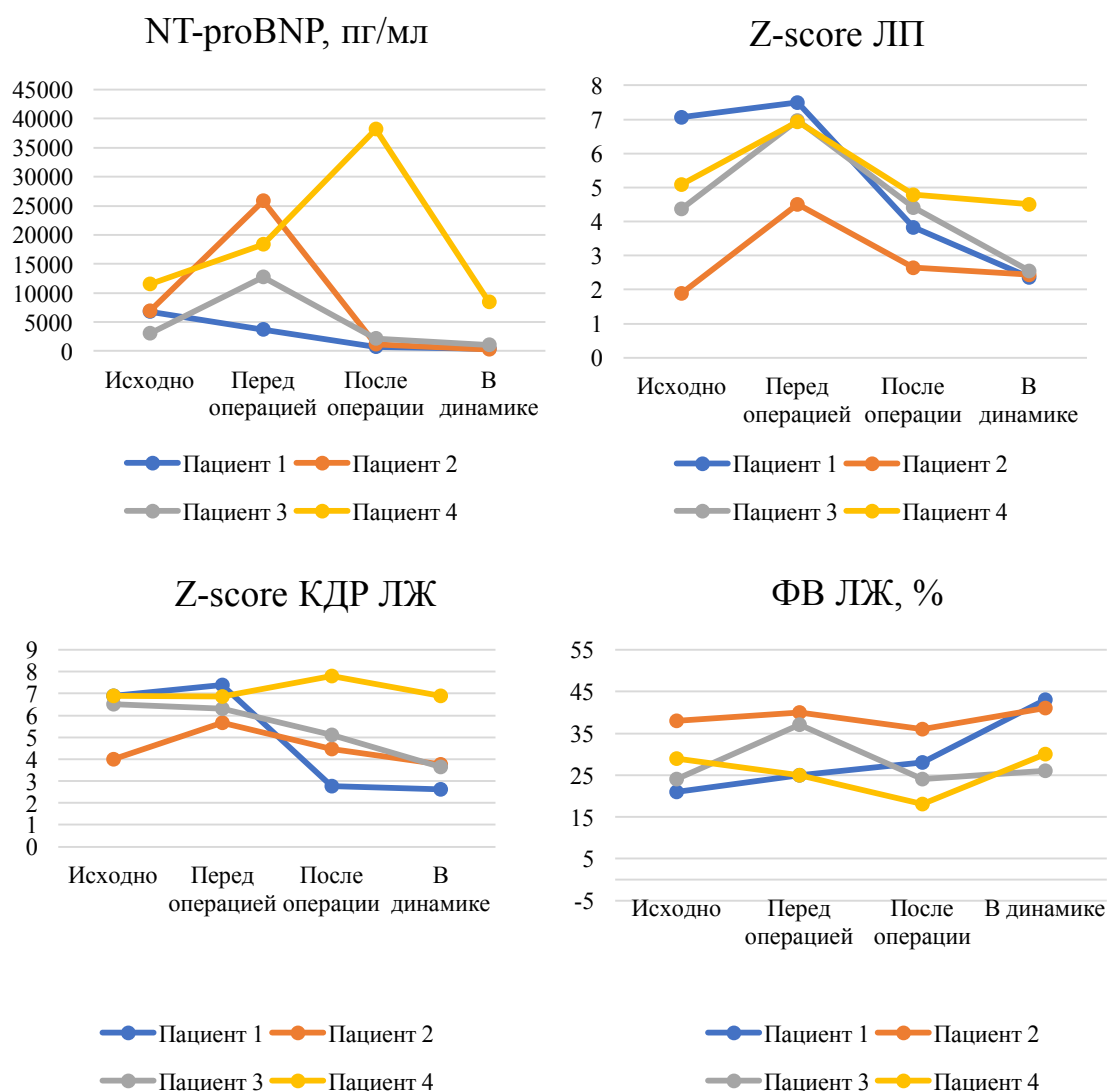 NT-proBNP, пг/мл
45000
40000
35000
30000
25000
20000
15000
10000
5000
0
Исходно
Перед
операцией
После
операции
В
динамике
Пациент 1
Пациент 2
Пациент 3
Пациент 4
Z-score ЛП
8
7
6
5
4
3
2
1
0
Исходно
Перед
операцией
После
операции
В
динамике
Пациент 1
Пациент 2
Пациент 3
Пациент 4
Z-score КДР ЛЖ
9
8
7
6
5
4
3
2
1
0
Исходно
Перед
операцией
После
операции
В
динамике
Пациент 1
Пациент 2
Пациент 3
Пациент 4
ФВ ЛЖ, %
55
45
35
25
15
5
-5
Исходно
Перед
операцией
После
операции
В динамике
Пациент 1
Пациент 2
Пациент 3
Пациент 4